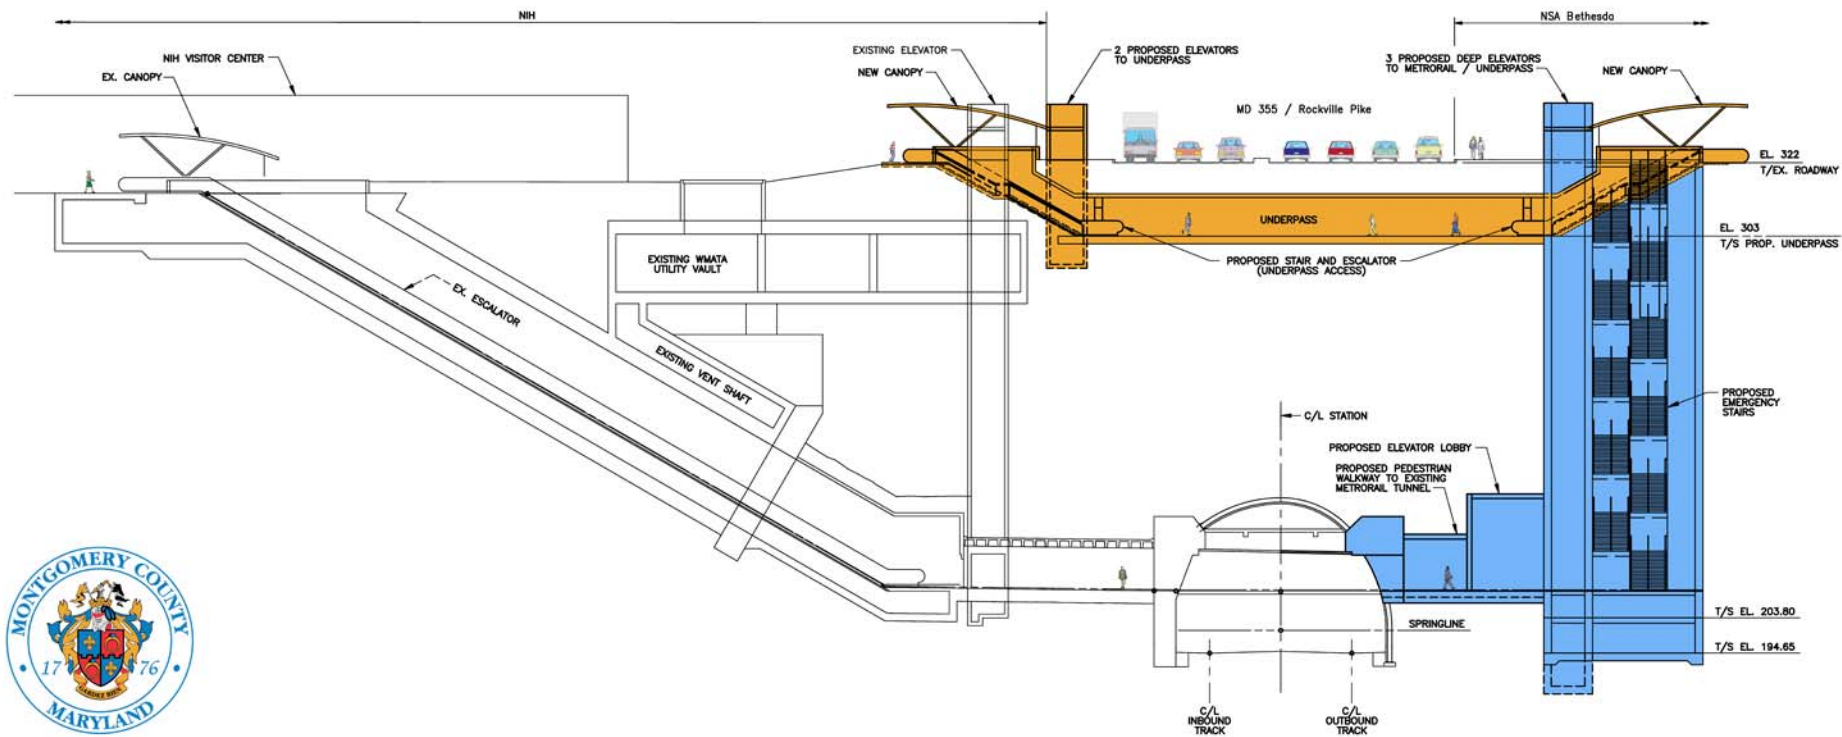 NIH
NSA Bethesda
NIH VISITOR CENTER
EX. CANOPY
EXISTING ELEVATOR
NEW CANOPY
2 PROPOSED ELEVATORS
TO UNDERPASS
3 PROPOSED DEEP ELEVATORS
TO METRORAIL / UNDERPASS
NEW CANOPY
MD 355 / Rockville Pike
EL. 322
T/EX. ROADWAY
UNDERPASS
EL. 303
T/S PROP. UNDERPASS
EXISTING WMATA
UTILITY VAULT
PROPOSED STAIR AND ESCALATOR
(UNDERPASS ACCESS)
EX. ESCALATOR
EXISTING VENT SHAFT
PROPOSED
EMERGENCY
STAIRS
C/L STATION
PROPOSED ELEVATOR LOBBY
PROPOSED PEDESTRIAN
WALKWAY TO EXISTING
METRORAIL TUNNEL
T/S EL. 203.80
SPRINGLINE
T/S EL. 194.65
C/L
INBOUND
TRACK
C/L
OUTBOUND
TRACK
MONTGOMERY COUNTY
17 76
GARDEZ BIEN
MARYLAND